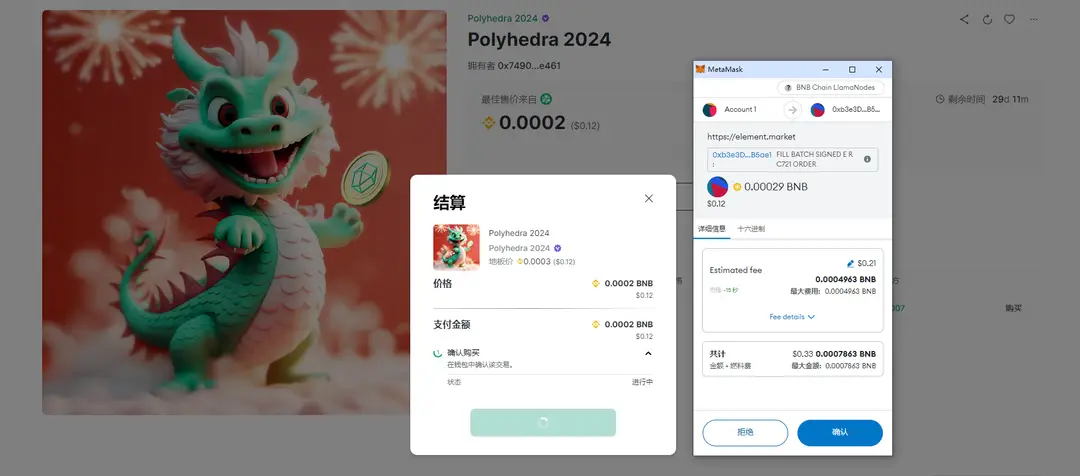 Polyhedra 2024
Polyhedra 2024
拥有者 0x7490...e461
最佳售价来自
0.0002 ($0.12)
剩余时间 29d 11m
购买
结算
Polyhedra 2024
Polyhedra 2024
地板价 0.0003 ($0.12)
价格 0.0002 BNB
$0.12
支付金额 0.0002 BNB
$0.12
确认购买
在钱包中确认该交易。
状态 进行中
MetaMask
BNB Chain LlamaNodes
Account 1 0xb3e3D...B5...
https://element.market
0xb3e3D...B5ae1 FILL BATCH SIGNED E R
: C721 ORDER
0.00029 BNB
$0.12
详细信息 十六进制
$0.21
Estimated fee 0.0004963 BNB
最大费用: 0.0004963 BNB
Fee details
共计 $0.33 0.0007863 BNB
金额 + 燃料费 最大金额: 0.0007863 BNB
拒绝 确认